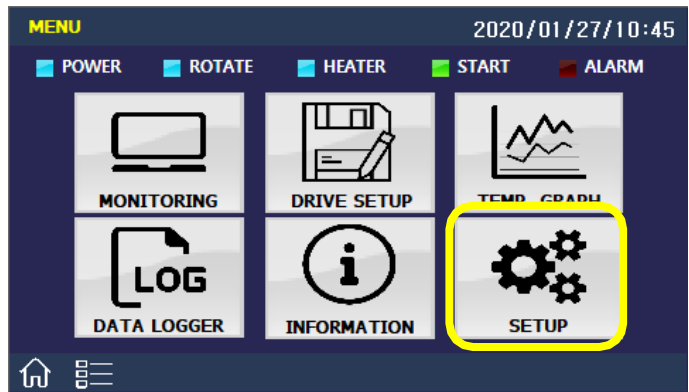 MENU 2020/01/27/10:45
POWER ROTATE HEATER START ALARM
MONITORING DRIVE SETUP TEMP. GRAPH
LOG
DATA LOGGER INFORMATION SETUP